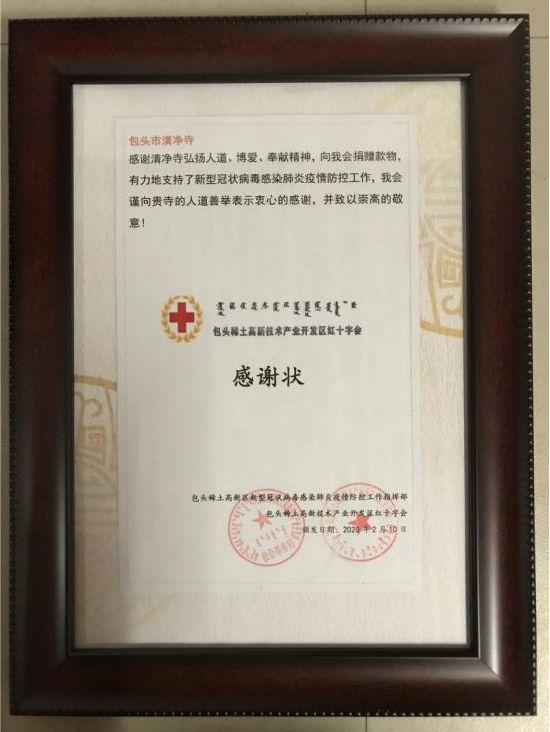 包头市清净寺
感谢清净寺弘扬人道、博爱、奉献精神，向我会捐赠款物，
有力地支持了新型冠状病毒感染肺炎疫情防控工作，我会
谨向贵寺的人道善举表示衷心的感谢，并致以崇高的敬
意！
包头稀土高新技术产业开发区红十字会
感谢状
包头稀土高新区新型冠状病毒感染肺炎疫情防控工作指挥部
包头稀土高新技术产业开发区红十字会
颁发日期：2020年2月10日